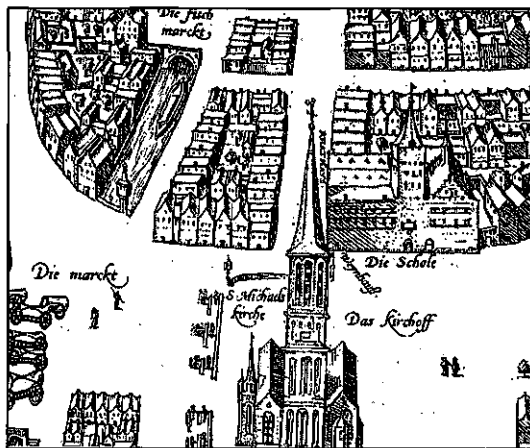 Die fisch
marckt
Die Schole
Die marckt
S. Michaels
kirche
Das kirchoff